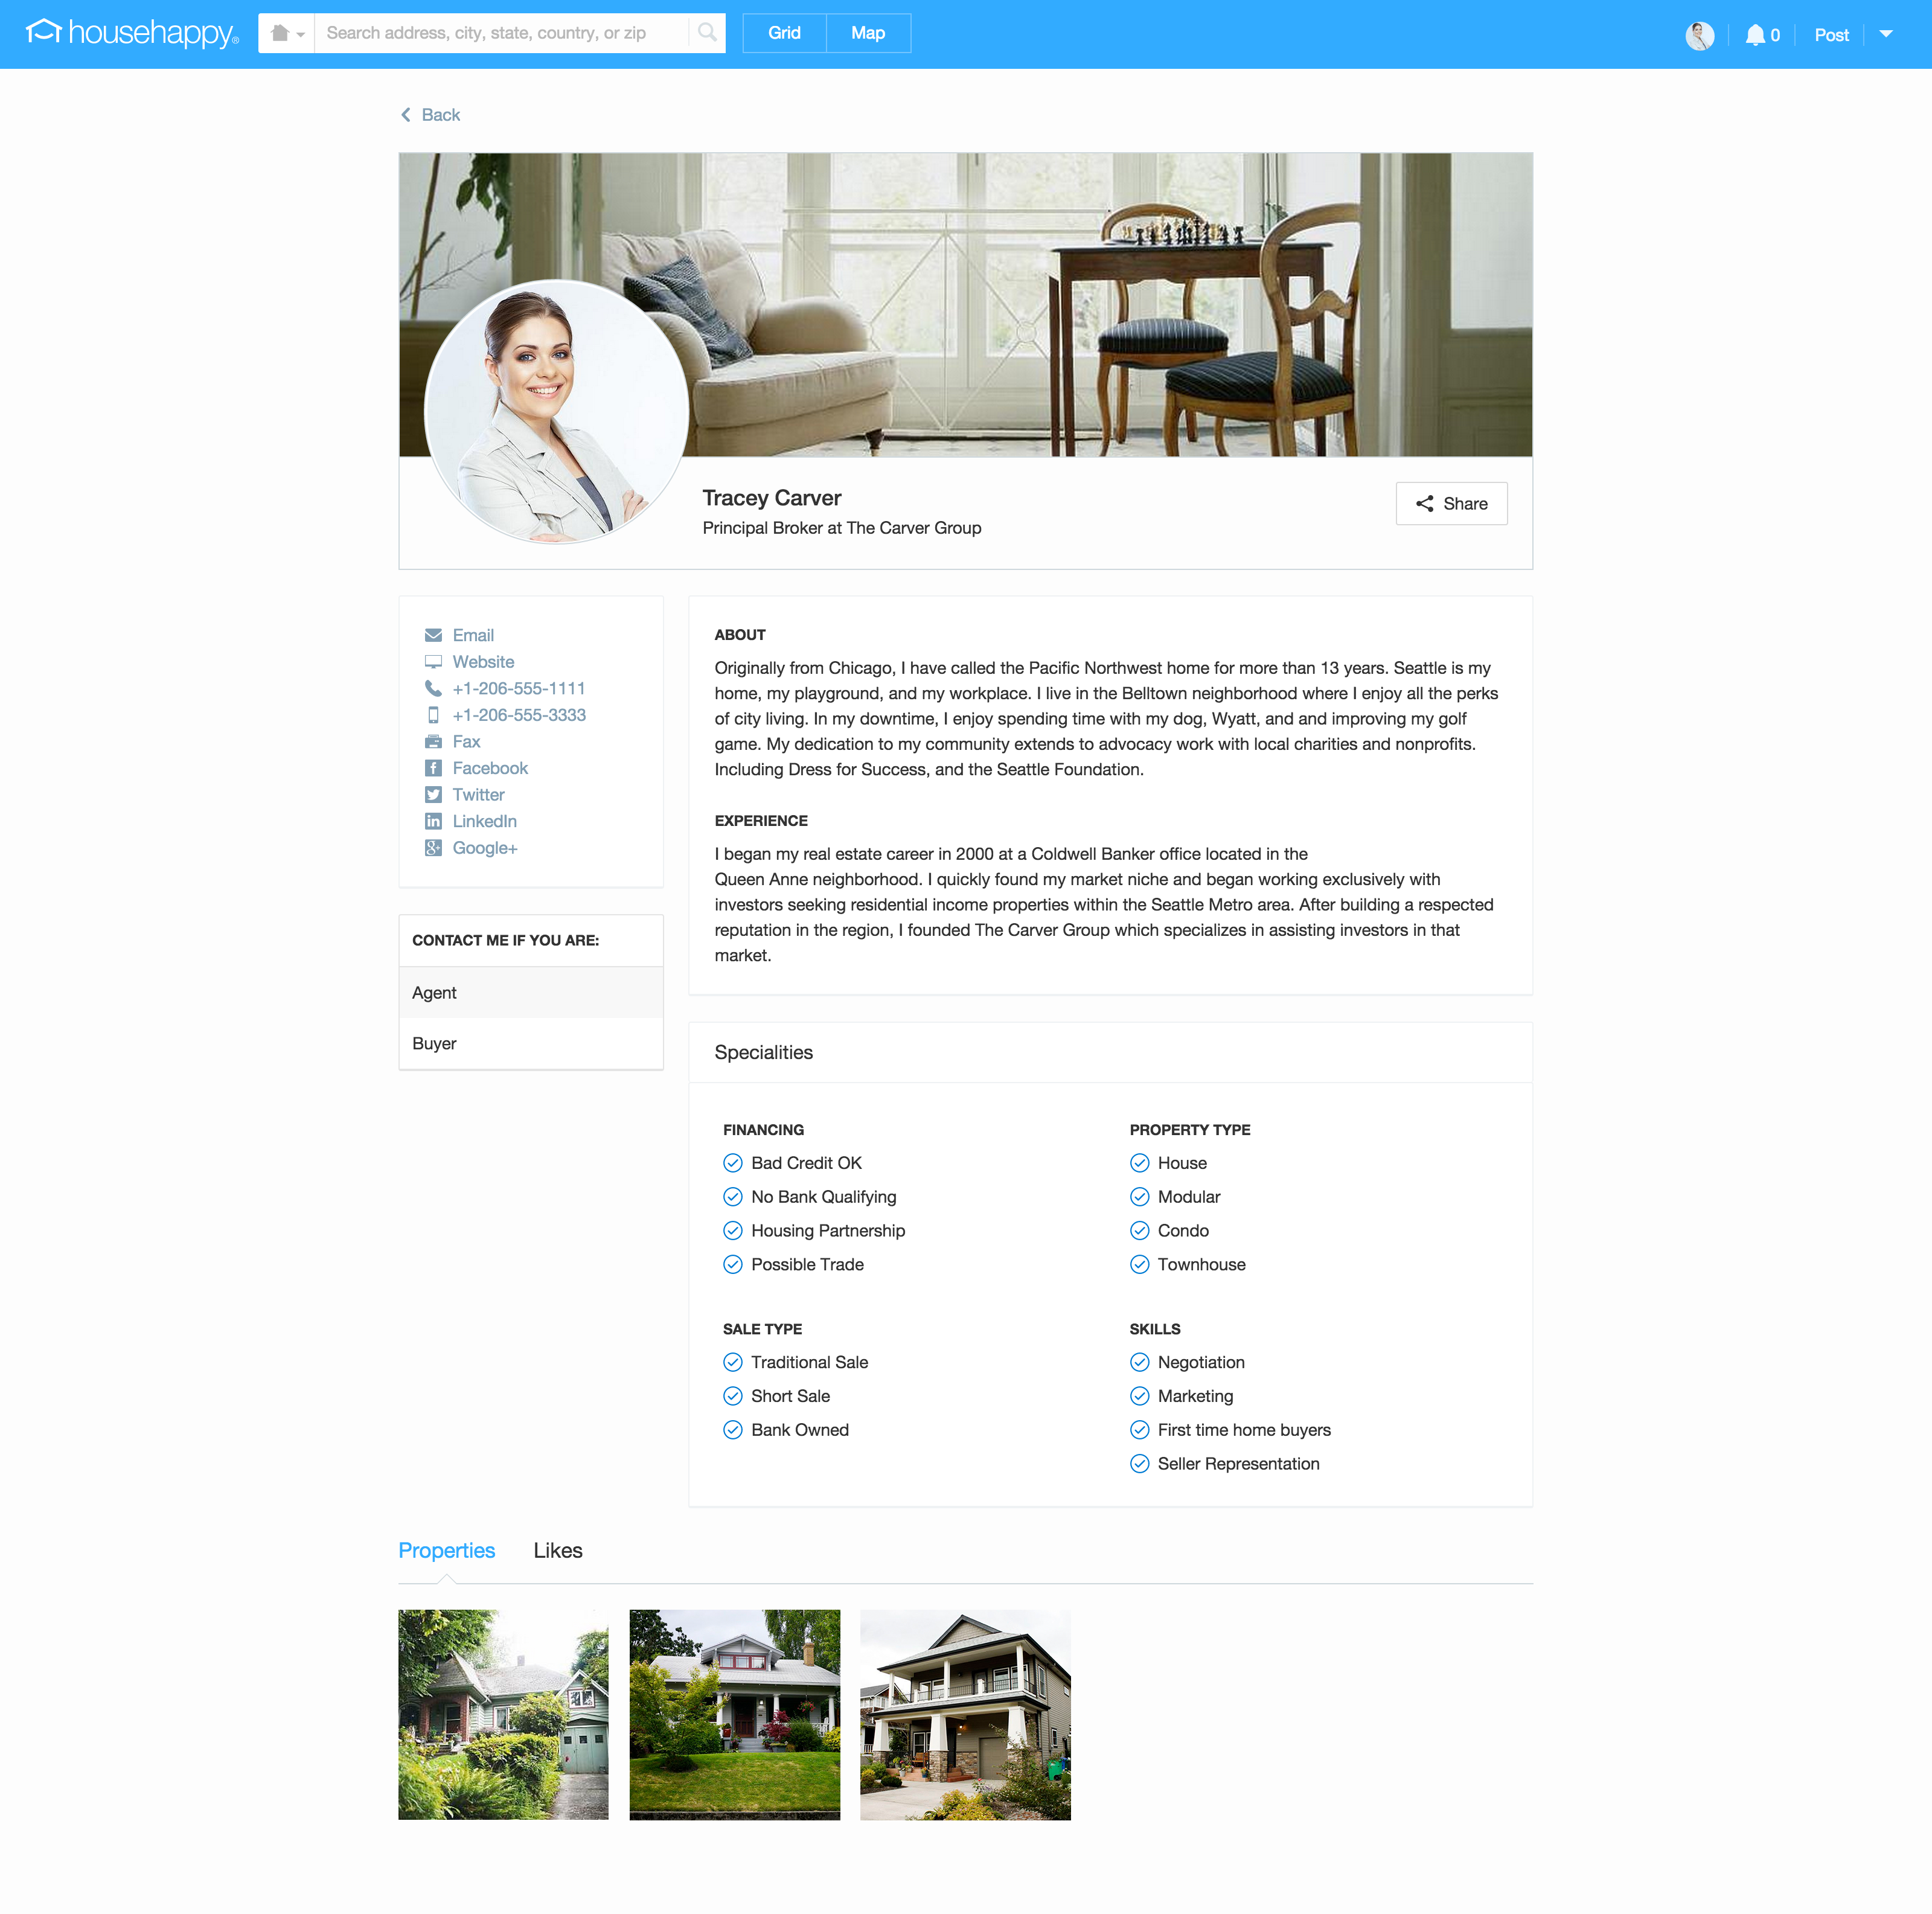 househappy®
Search address, city, state, country, or zip
Grid
Map
0
Post
Back
Tracey Carver
Principal Broker at The Carver Group
Share
Email
Website
+1-206-555-1111
+1-206-555-3333
Fax
Facebook
Twitter
LinkedIn
Google+
CONTACT ME IF YOU ARE:
Agent
Buyer
ABOUT
Originally from Chicago, I have called the Pacific Northwest home for more than 13 years. Seattle is my
home, my playground, and my workplace. I live in the Belltown neighborhood where I enjoy all the perks
of city living. In my downtime, I enjoy spending time with my dog, Wyatt, and and improving my golf
game. My dedication to my community extends to advocacy work with local charities and nonprofits.
Including Dress for Success, and the Seattle Foundation.
EXPERIENCE
I began my real estate career in 2000 at a Coldwell Banker office located in the
Queen Anne neighborhood. I quickly found my market niche and began working exclusively with
investors seeking residential income properties within the Seattle Metro area. After building a respected
reputation in the region, I founded The Carver Group which specializes in assisting investors in that
market.
Specialities
FINANCING
Bad Credit OK
No Bank Qualifying
Housing Partnership
Possible Trade
PROPERTY TYPE
House
Modular
Condo
Townhouse
SALE TYPE
Traditional Sale
Short Sale
Bank Owned
SKILLS
Negotiation
Marketing
First time home buyers
Seller Representation
Properties
Likes